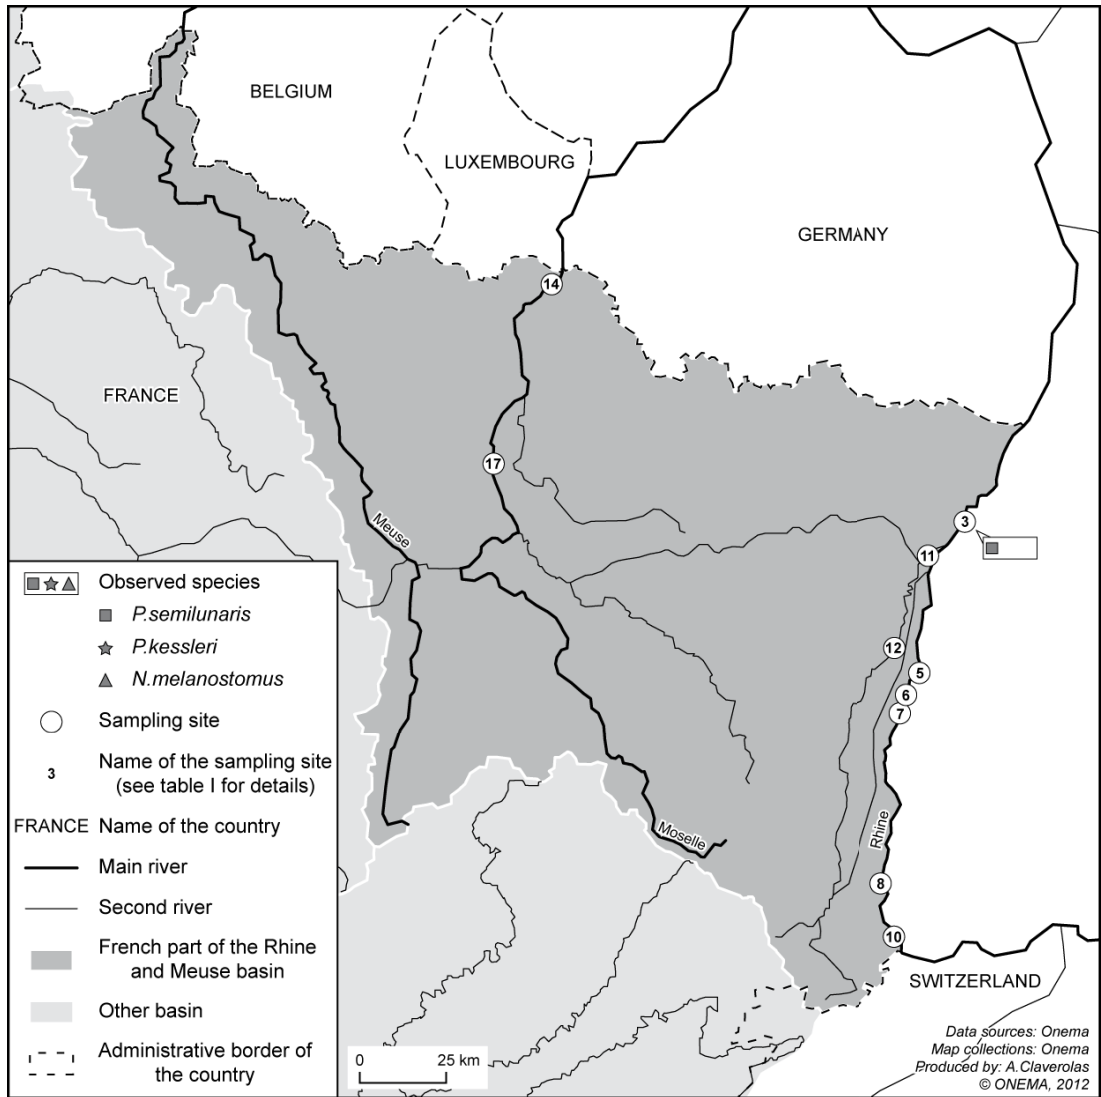 BELGIUM
LUXEMBOURG
GERMANY
14
FRANCE
17
Meuse
3
11
12
5
6
7
Moselle
Rhine
8
10
SWITZERLAND
Observed species
P.semilunaris
P.kessleri
N.melanostomus
Sampling site
3 Name of the sampling site
(see table I for details)
FRANCE Name of the country
Main river
Second river
French part of the Rhine
and Meuse basin
Other basin
Administrative border of
the country
0 25 km
Data sources: Onema
Map collections: Onema
Produced by: A.Claverolas
© ONEMA, 2012